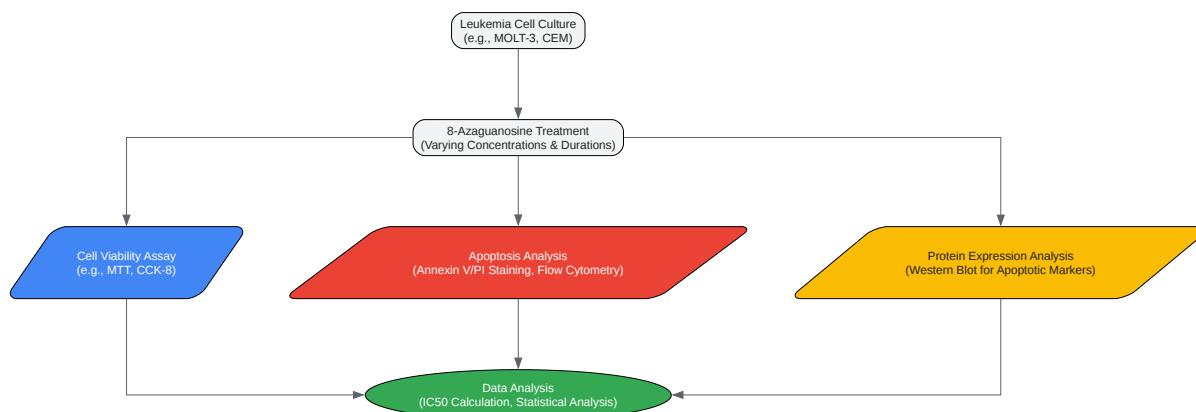 Leukemia Cell Culture
(e.g., MOLT-3, CEM)
8-Azaguanosine Treatment
(Varying Concentrations & Durations)
Cell Viability Assay
(e.g., MTT, CCK-8)
Apoptosis Analysis
(Annexin V/PI Staining, Flow Cytometry)
Protein Expression Analysis
(Western Blot for Apoptotic Markers)
Data Analysis
(IC50 Calculation, Statistical Analysis)